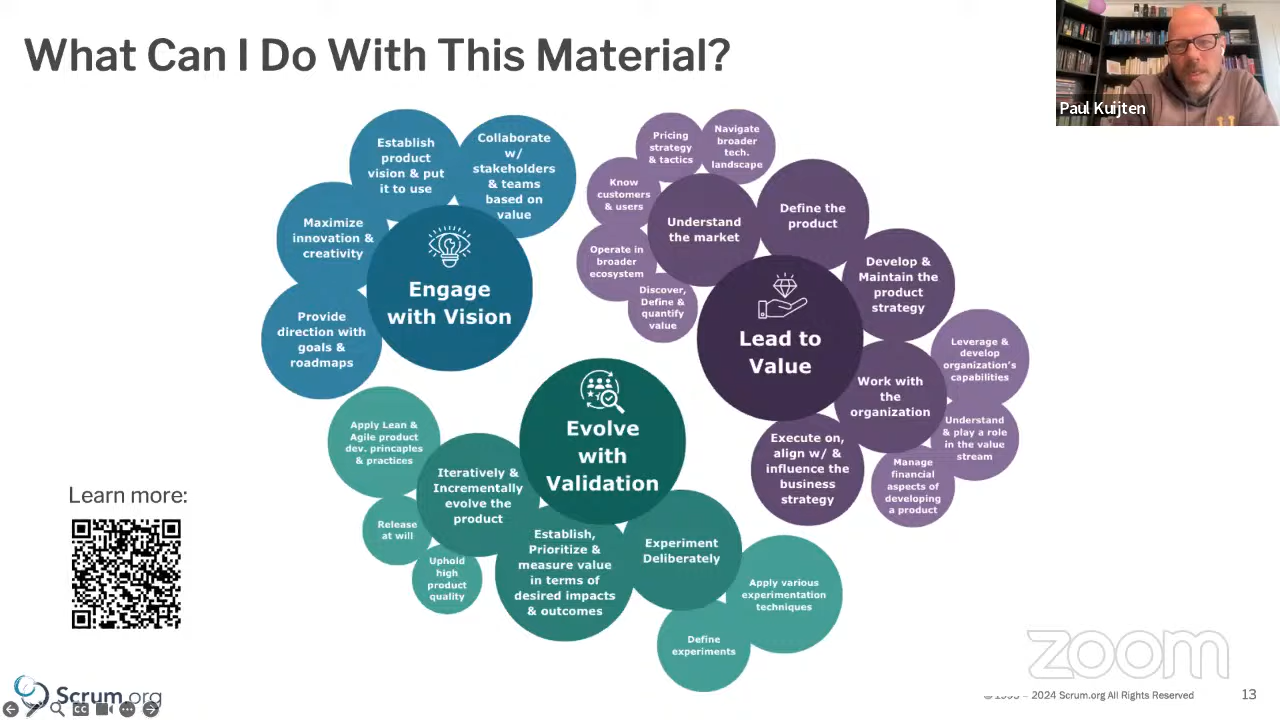 What Can I Do With This Material?
Paul Kuijten
Establish
product
vision & put
it to use
Collaborate
w/
stakeholders
& teams
based on
value
Maximize
innovation &
creativity
Provide
direction with
goals &
roadmaps
Engage
with Vision
Pricing
strategy
& tactics
Navigate
broader
tech.
landscape
Know
customers
& users
Operate in
broader
ecosystem
Discover,
Define &
quantify
value
Understand
the market
Define the
product
Develop &
Maintain the
product
strategy
Lead to
Value
Work with
the
organization
Leverage &
develop
organization's
capabilities
Understand
& play a role
in the value
stream
Manage
financial
aspects of
developing
a product
Execute on,
align w/ &
influence the
business
strategy
Evolve
with
Validation
Apply Lean &
Agile product
dev. princaples
& practices
Iteratively &
Incrementally
evolve the
product
Release
at will
Uphold
high
product
quality
Establish,
Prioritize &
measure value
in terms of
desired impacts
& outcomes
Experiment
Deliberately
Apply various
experimentation
techniques
Define
experiments
Learn more:
zoom
Scrum.org
CC
– 2024 Scrum.org All Rights Reserved
13